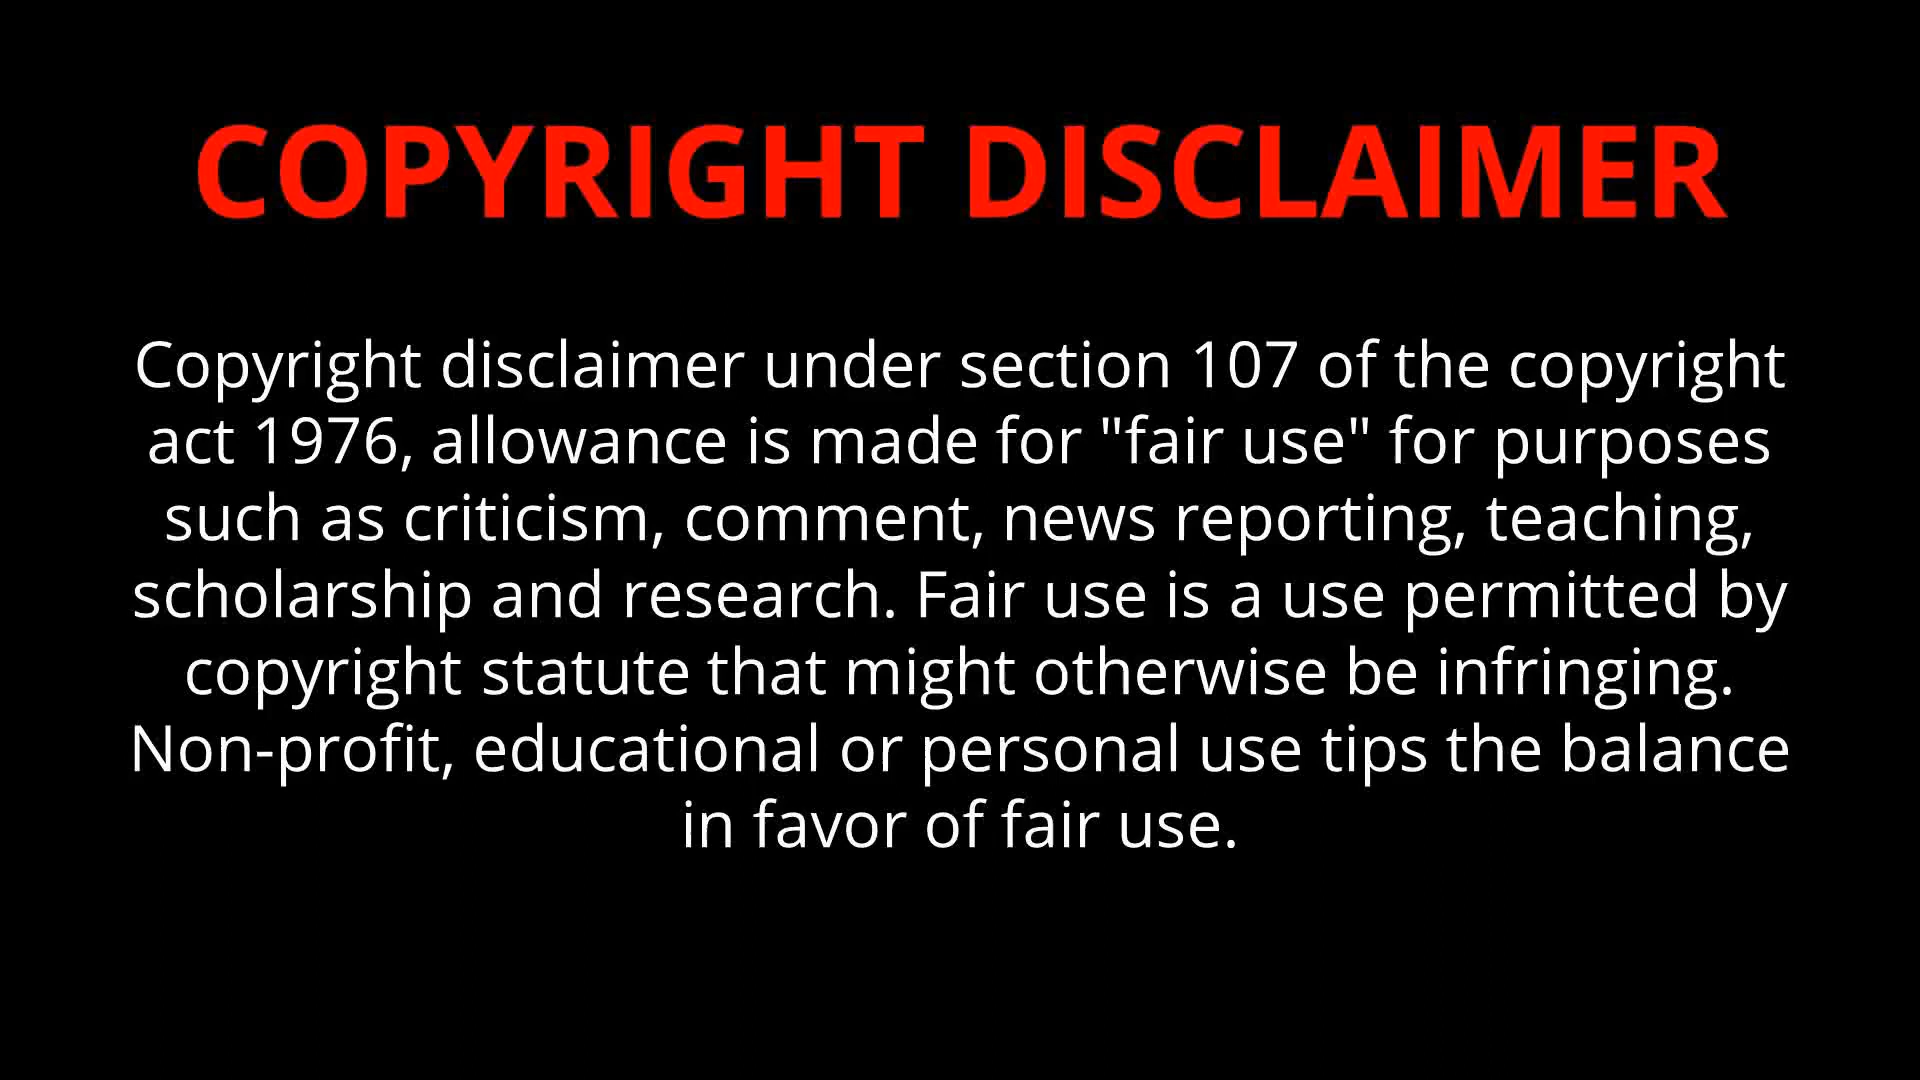 COPYRIGHT DISCLAIMER
Copyright disclaimer under section 107 of the copyright
act 1976, allowance is made for "fair use" for purposes
such as criticism, comment, news reporting, teaching,
scholarship and research. Fair use is a use permitted by
copyright statute that might otherwise be infringing.
Non-profit, educational or personal use tips the balance
in favor of fair use.